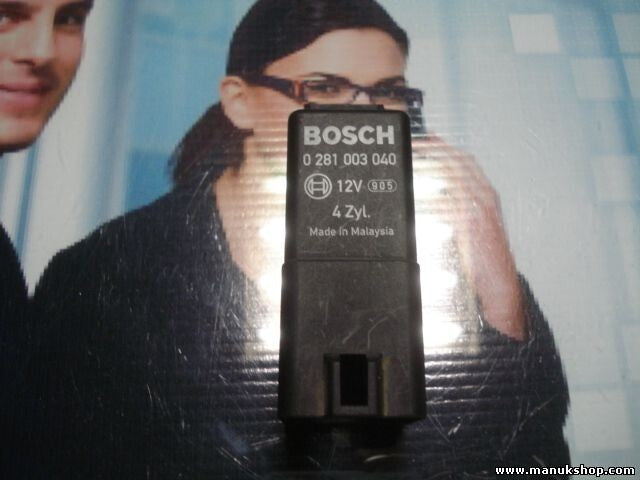 BOSCH
0 281 003 040
12V 905
4 Zyl.
Made in Malaysia
www.manukshop.com